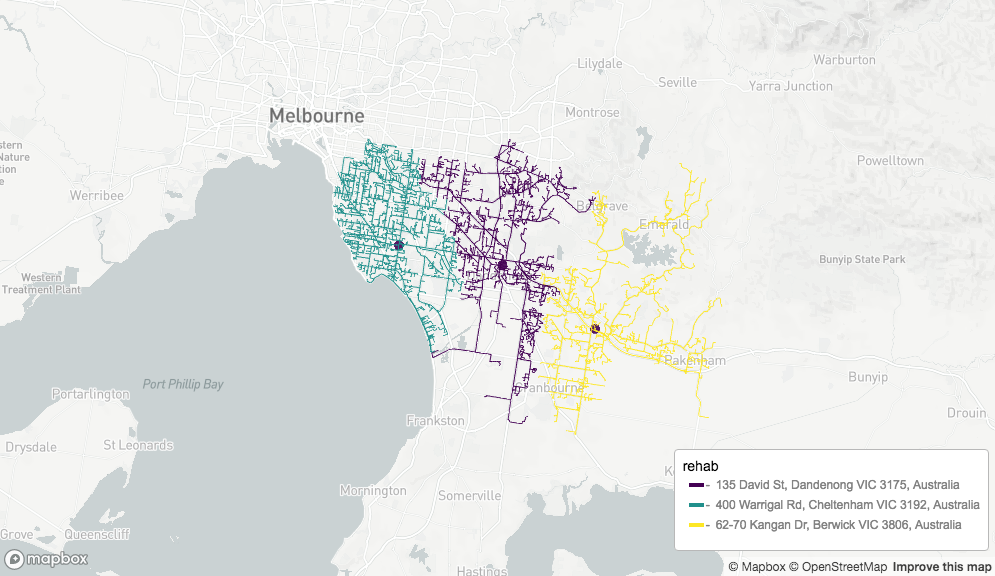 Warburton
Lilydale
Seville
Yarra Junction
Melbourne
Montrose
Nature
Powelltown
Werribee
Belgrave
Emerald
Bunyip State Park
Western
Treatment Plant
Pakenham
Port Phillip Bay
Bunyip
Cranbourne
Portarlington
Drouin
Frankston
Drysdale
St Leonards
rehab
135 David St, Dandenong VIC 3175, Australia
400 Warrigal Rd, Cheltenham VIC 3192, Australia
62-70 Kangan Dr, Berwick VIC 3806, Australia
Mornington
Somerville
Grove
Queenscliff
mapbox
Hastings
© Mapbox © OpenStreetMap Improve this map